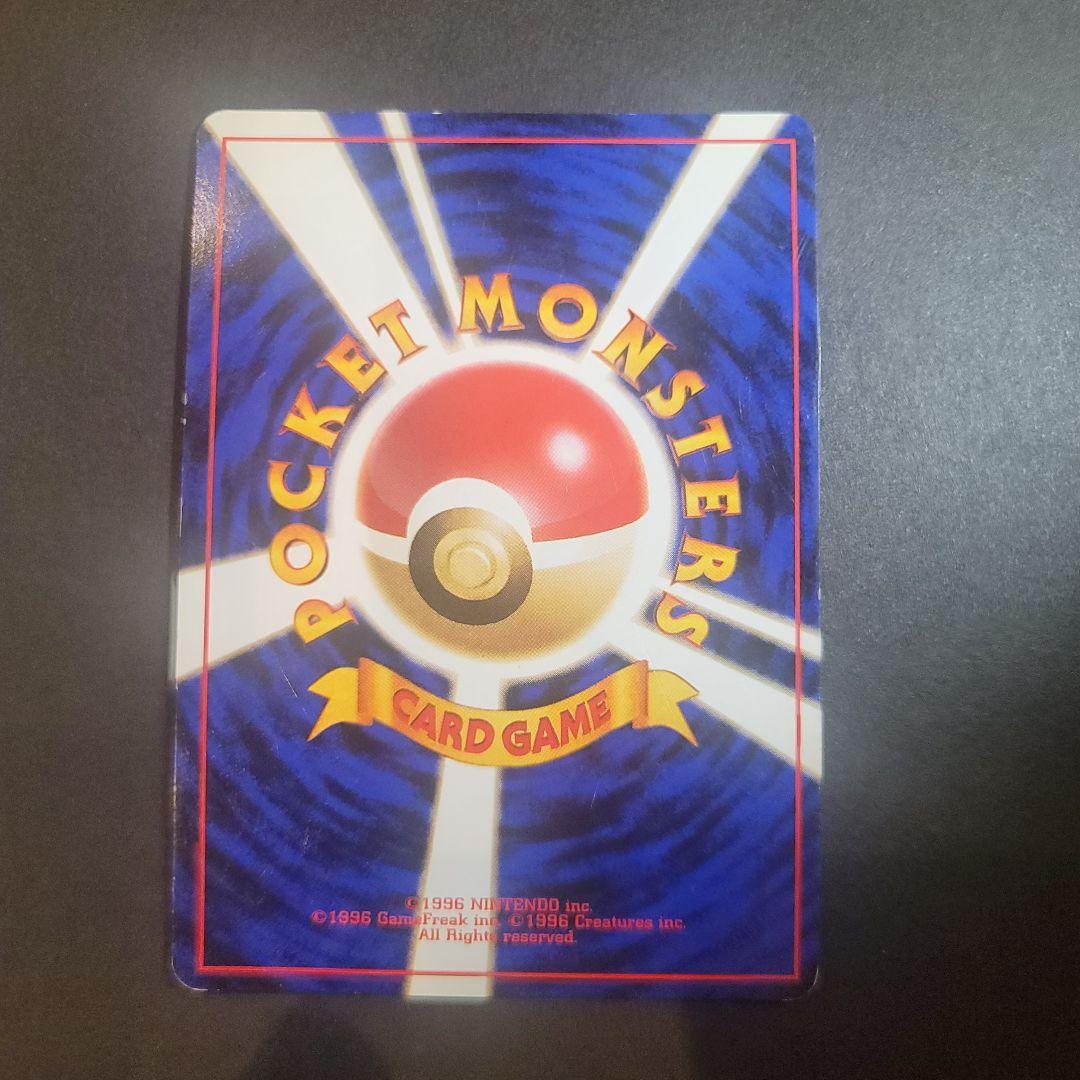 POCKET MONSTERS
CARD GAME
©1996 NINTENDO inc.
©1996 GameFreak inc. ©1996 Creatures inc.
All Rights reserved.